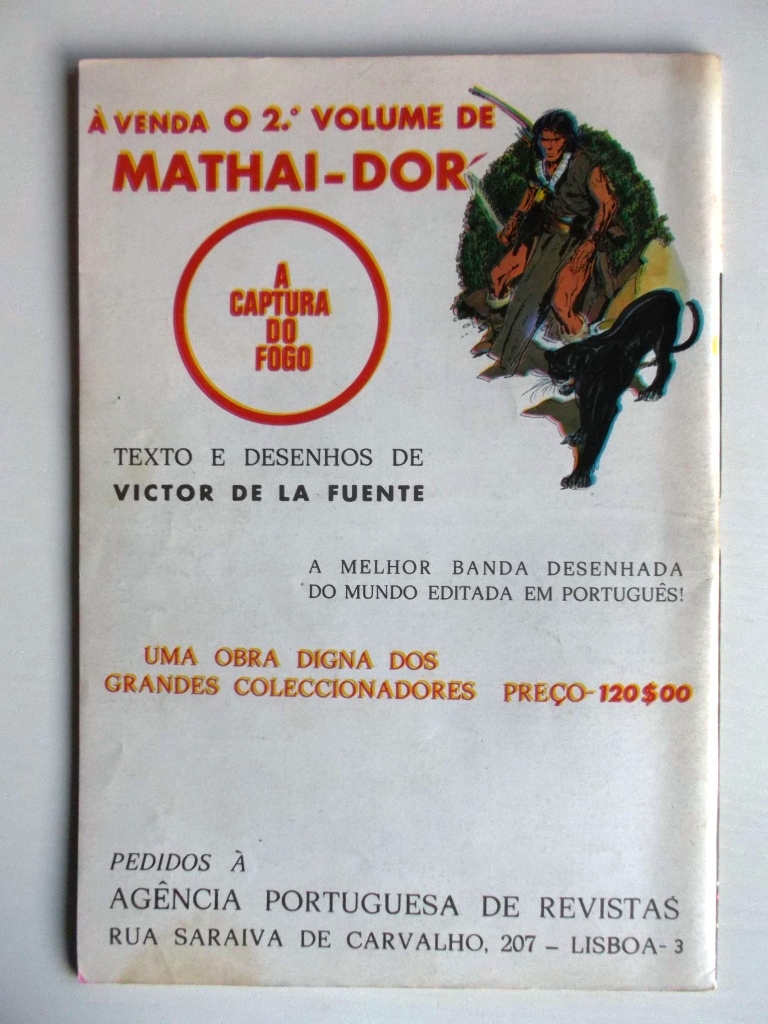 À VENDA O 2.º VOLUME DE
MATHAI-DOR
A
CAPTURA
DO
FOGO
TEXTO E DESENHOS DE
VICTOR DE LA FUENTE
A MELHOR BANDA DESENHADA
DO MUNDO EDITADA EM PORTUGUÊS!
UMA OBRA DIGNA DOS
GRANDES COLECCIONADORES PREÇO-120$00
PEDIDOS À
AGÊNCIA PORTUGUESA DE REVISTAS
RUA SARAIVA DE CARVALHO, 207 – LISBOA-3